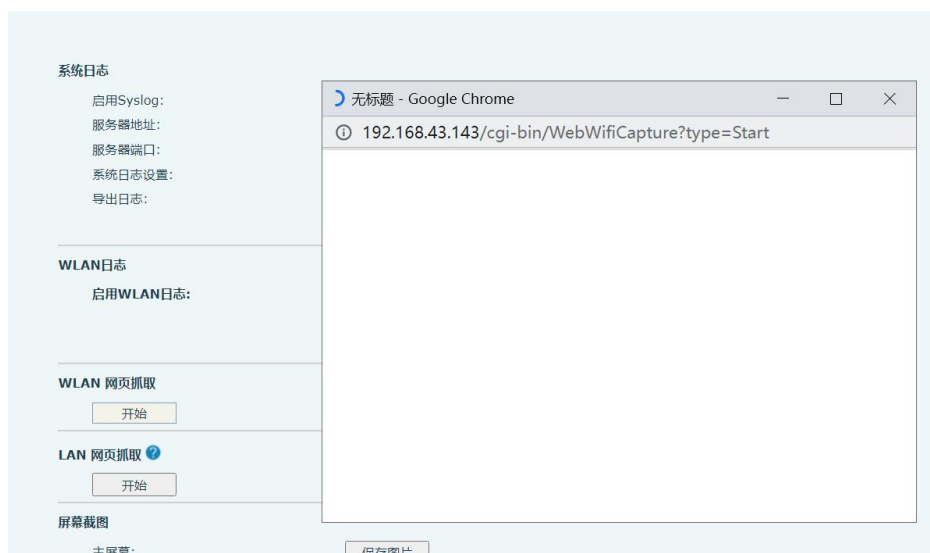 系统日志
启用Syslog:
服务器地址:
服务器端口:
系统日志设置:
导出日志:
无标题 - Google Chrome
192.168.43.143/cgi-bin/WebWifiCapture?type=Start
WLAN日志
启用WLAN日志:
WLAN 网页抓取
开始
LAN 网页抓取 ?
开始
屏幕截图
主屏幕:
保存图片